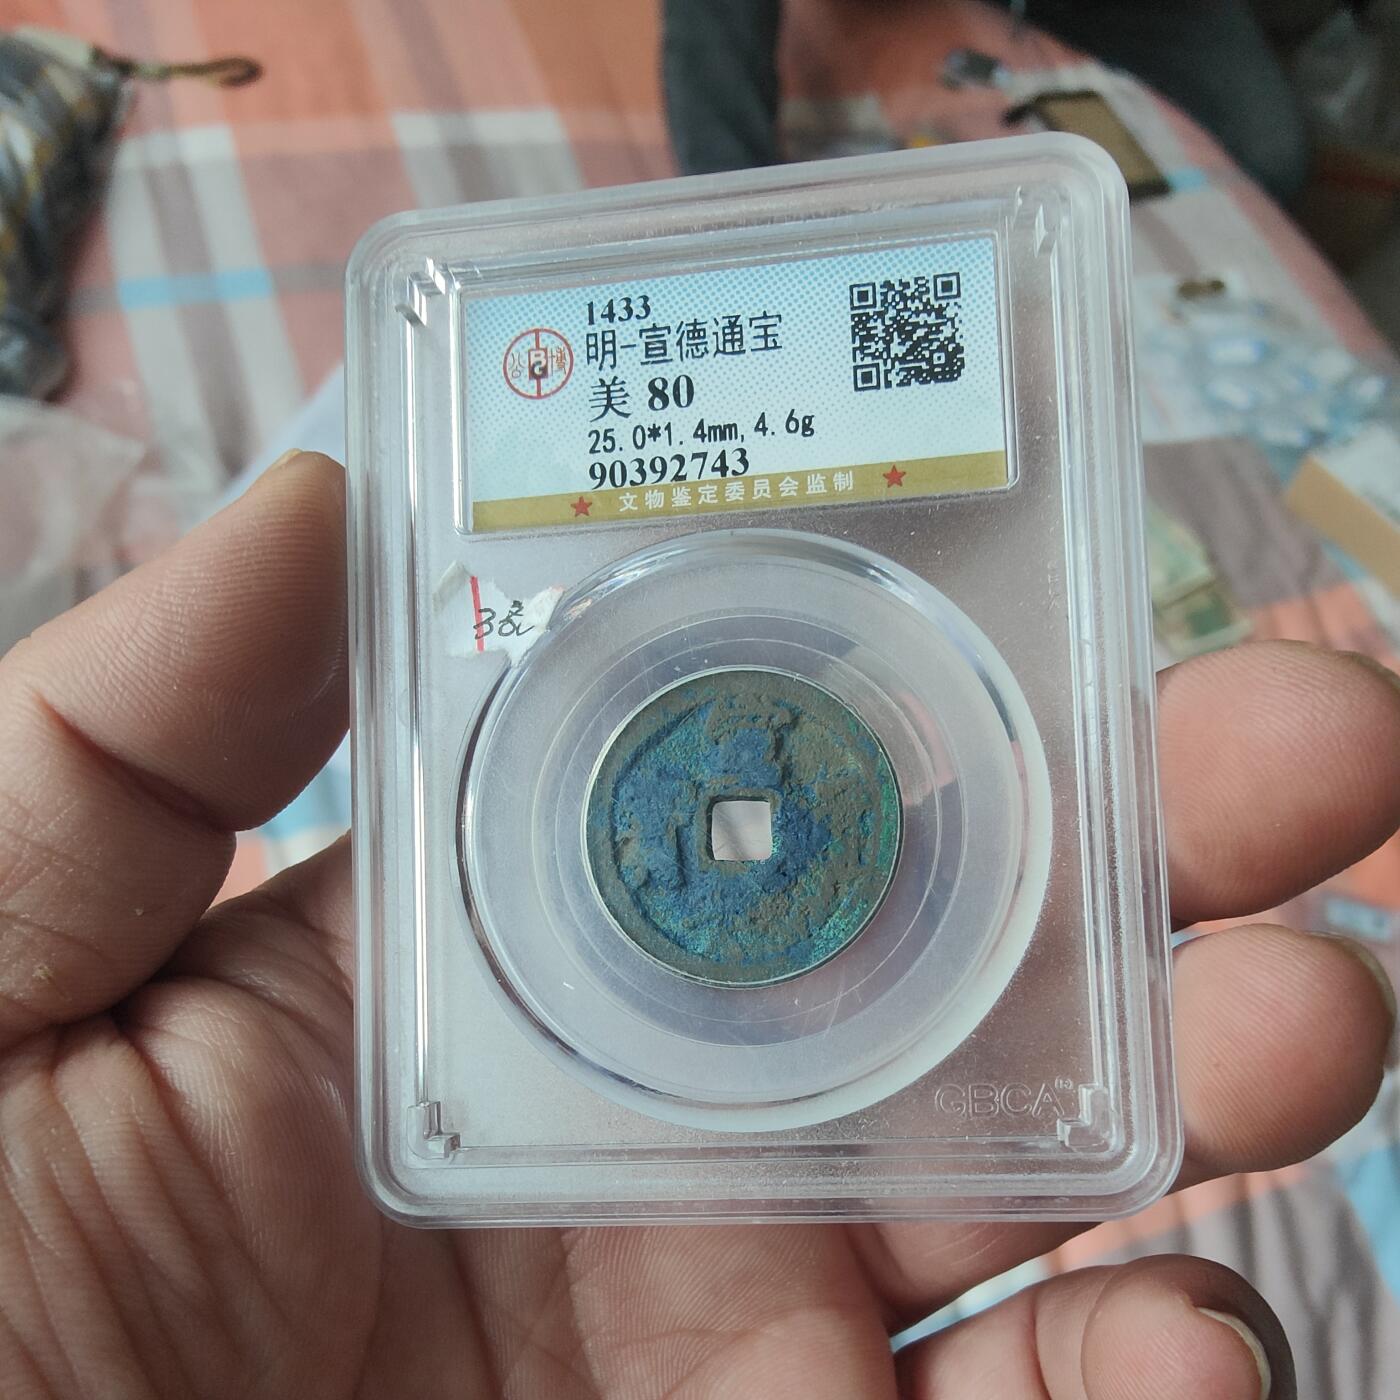 1433
明-宣德通宝
美 80
25.0*1.4mm, 4.6g
90392743
★ 文物鉴定委员会监制 ★
GBCA